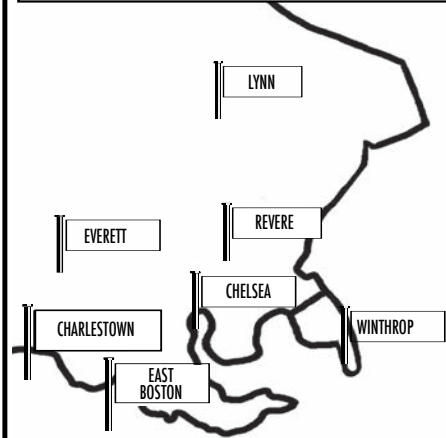 LYNN
REVERE
EVERETT
CHELSEA
CHARLESTOWN
WINTHROP
EAST
BOSTON